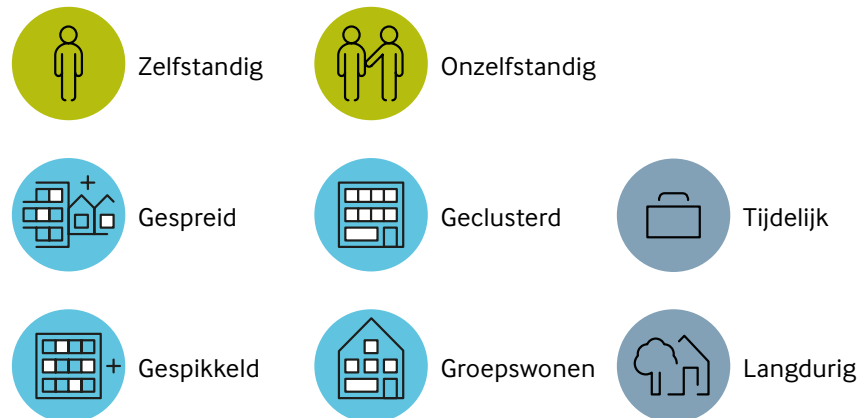 Zelfstandig
Onzelfstandig
Gespreid
Geclusterd
Tijdelijk
Gespikkeld
Groepswonen
Langdurig